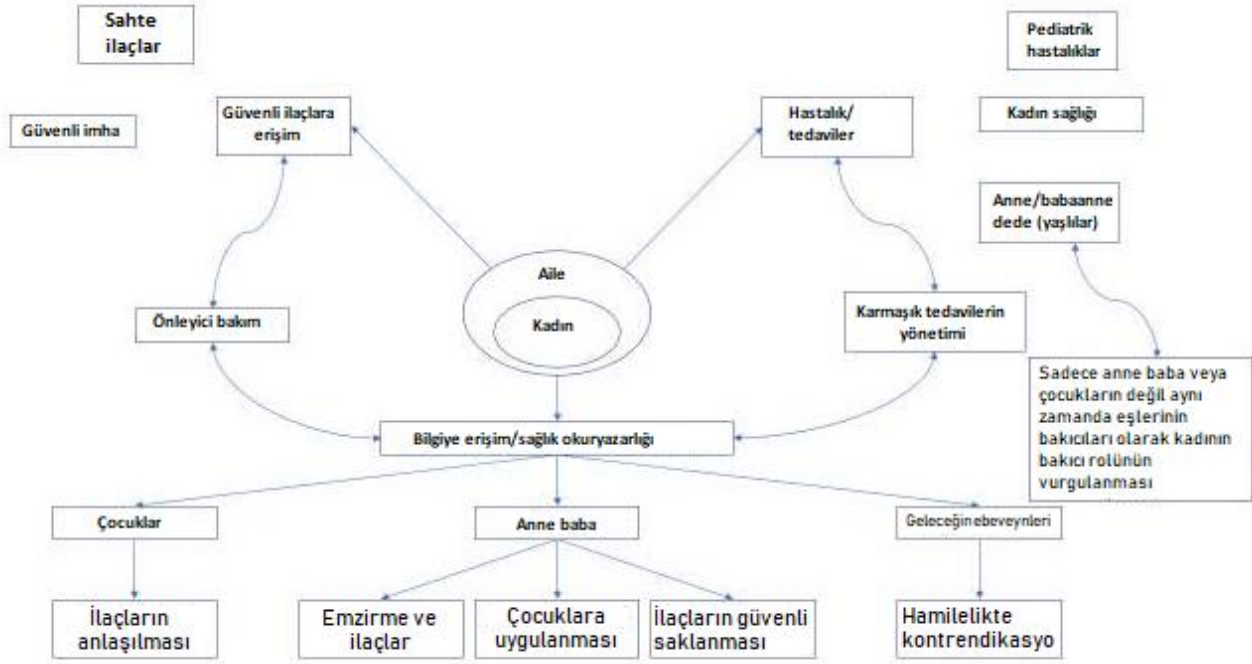 Sahte
ilaçlar
Pediatrik
hastalıklar
Güvenli imha
Güvenli ilaçlara
erişim
Hastalık/
tedaviler
Kadın sağlığı
Anne/babaanne
dede (yaşlılar)
Aile
Kadın
Önleyici bakım
Karmaşık tedavilerin
yönetimi
Sadece anne baba veya
çocukların değil aynı
zamanda eşlerinin
bakıcıları olarak kadının
bakıcı rolünün
vurgulanması
Bilgiye erişim/sağlık okuryazarlığı
Çocuklar
Anne baba
Geleceğin ebeveynleri
İlaçların
anlaşılması
Emzirme ve
ilaçlar
Çocuklara
uygulanması
İlaçların güvenli
saklanması
Hamilelikte
kontrendikasyo